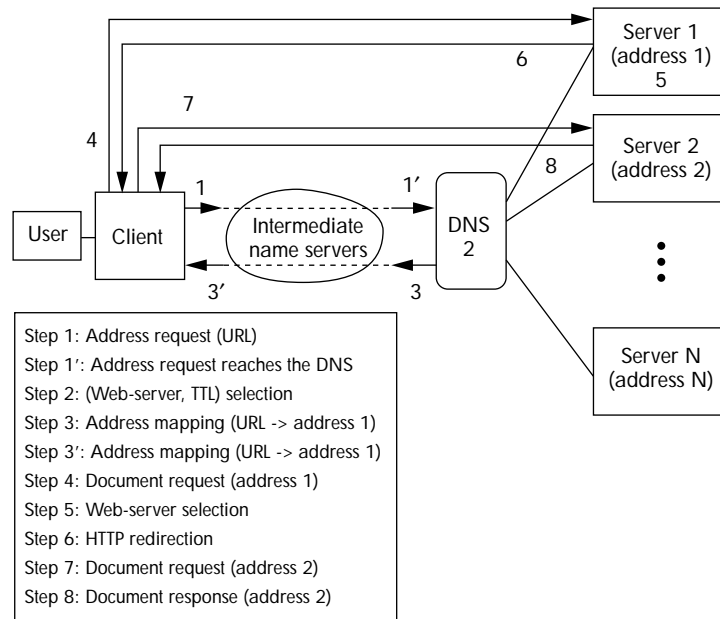 Server 1
(address 1)
5
6
7
4
Server 2
(address 2)
8
1
1′
User
Client
Intermediate
name servers
DNS
2
3′
3
Server N
(address N)
Step 1: Address request (URL)
Step 1′: Address request reaches the DNS
Step 2: (Web-server, TTL) selection
Step 3: Address mapping (URL -> address 1)
Step 3′: Address mapping (URL -> address 1)
Step 4: Document request (address 1)
Step 5: Web-server selection
Step 6: HTTP redirection
Step 7: Document request (address 2)
Step 8: Document response (address 2)